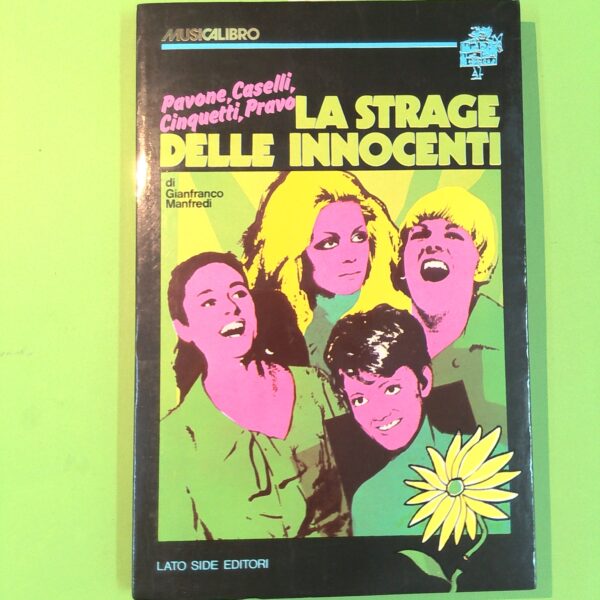 MUSICALIBRO
Pavone, Caselli,
Cinquetti, Pravo
LA STRAGE
DELLE INNOCENTI
di
Gianfranco
Manfredi
LATO SIDE EDITORI